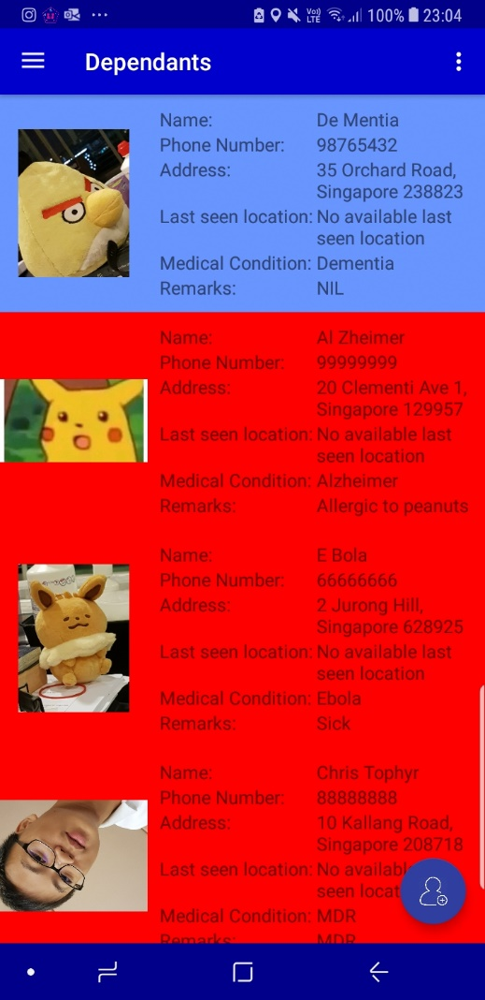 Vo))
LTE
100%
23:04
Dependants
Name: De Mentia
Phone Number: 98765432
Address: 35 Orchard Road,
Singapore 238823
Last seen location: No available last
seen location
Medical Condition: Dementia
Remarks: NIL
Name: Al Zheimer
Phone Number: 99999999
Address: 20 Clementi Ave 1,
Singapore 129957
Last seen location: No available last
seen location
Medical Condition: Alzheimer
Remarks: Allergic to peanuts
Name: E Bola
Phone Number: 66666666
Address: 2 Jurong Hill,
Singapore 628925
Last seen location: No available last
seen location
Medical Condition: Ebola
Remarks: Sick
Name: Chris Tophyr
Phone Number: 88888888
Address: 10 Kallang Road,
Singapore 208718
Last seen location: No
seen
Medical Condition: MDR
Remarks: MDR